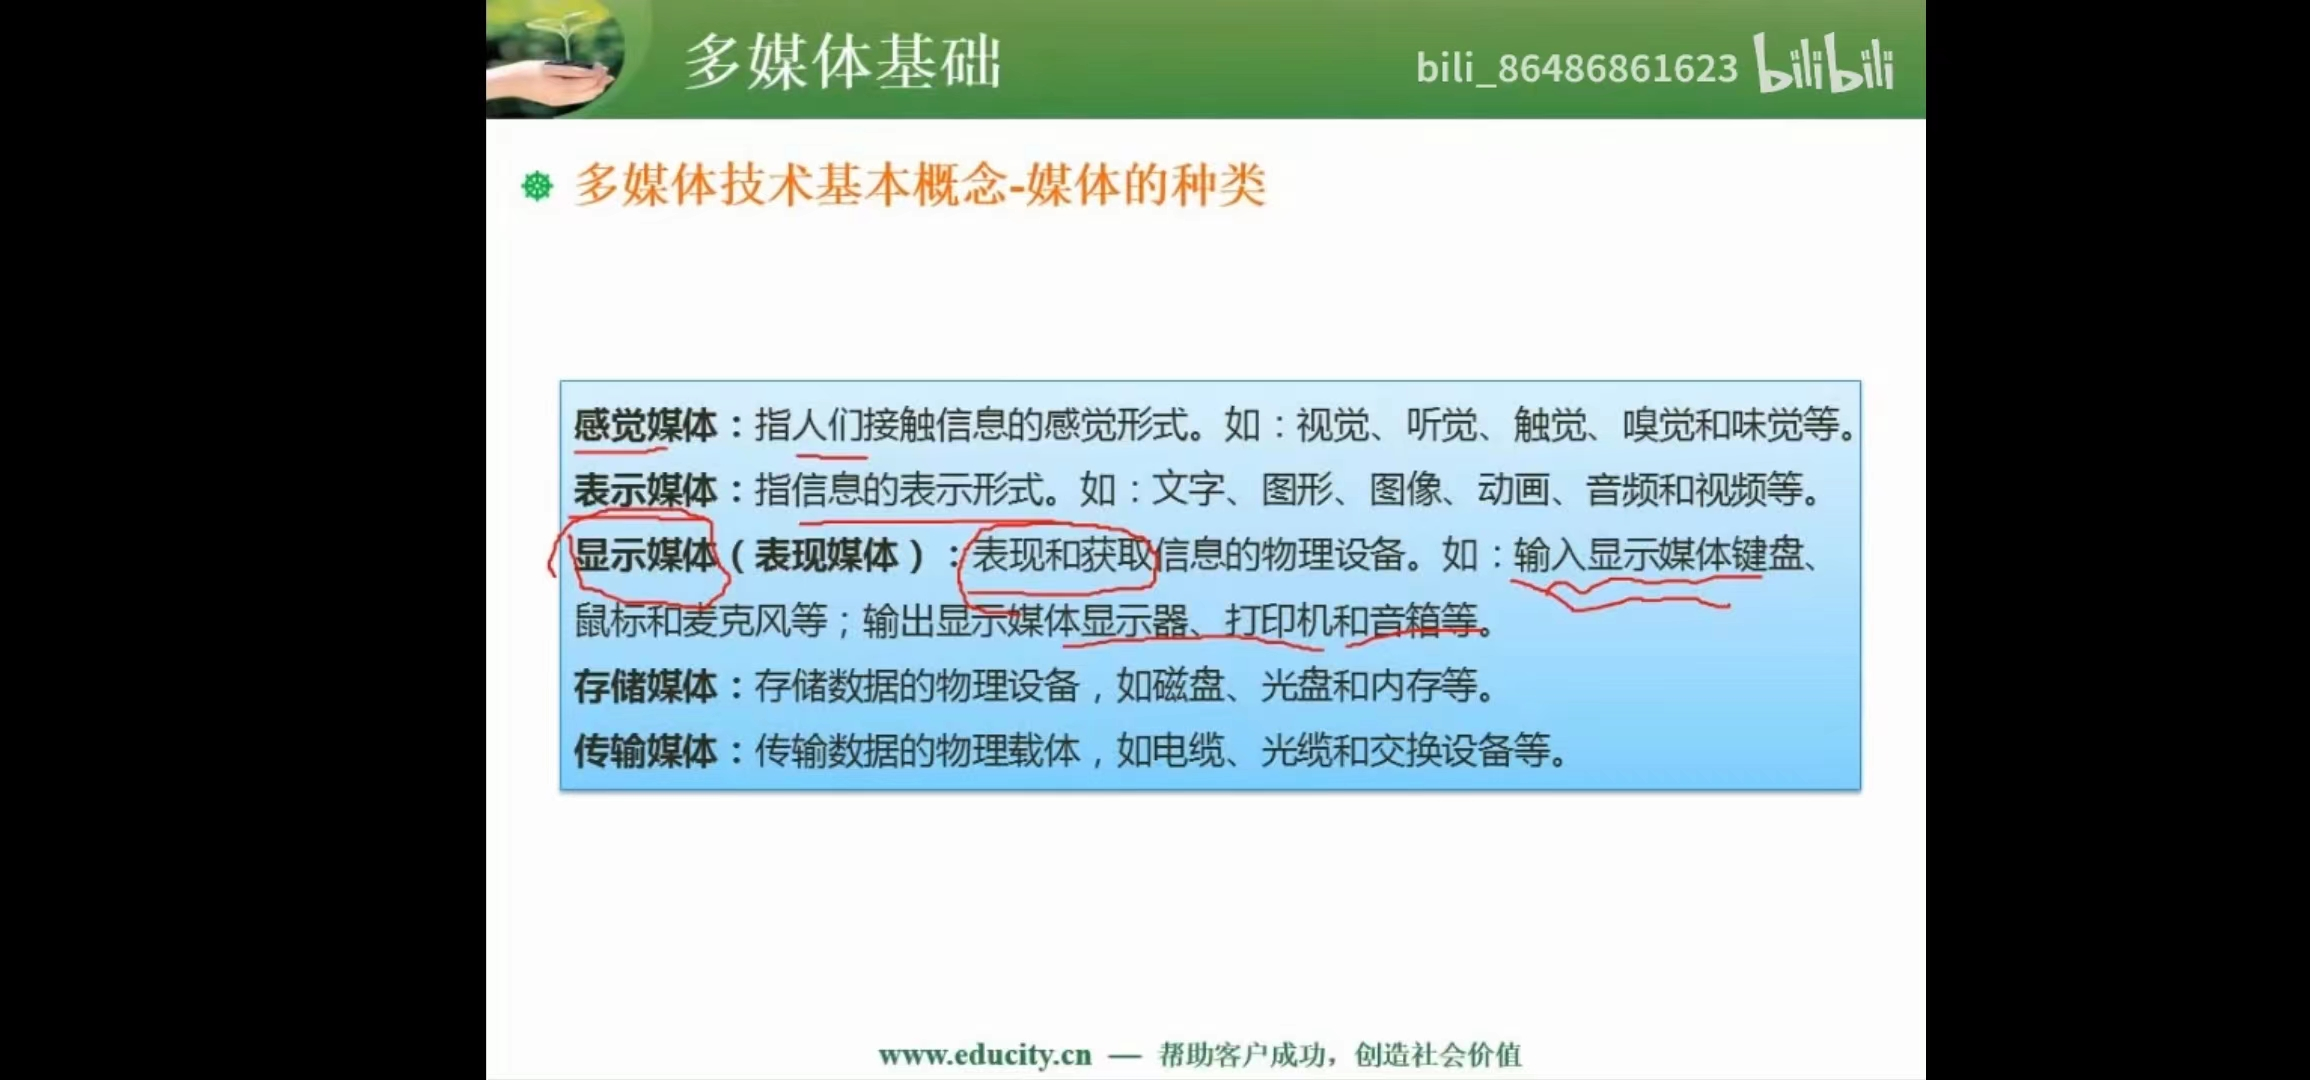 多媒体基础
bili_86486861623 bilibili
多媒体技术基本概念-媒体的种类
感觉媒体：指人们接触信息的感觉形式。如：视觉、听觉、触觉、嗅觉和味觉等。
表示媒体：指信息的表示形式。如：文字、图形、图像、动画、音频和视频等。
显示媒体（表现媒体）：表现和获取信息的物理设备。如：输入显示媒体键盘、
鼠标和麦克风等；输出显示媒体显示器、打印机和音箱等。
存储媒体：存储数据的物理设备，如磁盘、光盘和内存等。
传输媒体：传输数据的物理载体，如电缆、光缆和交换设备等。
www.educity.cn — 帮助客户成功，创造社会价值